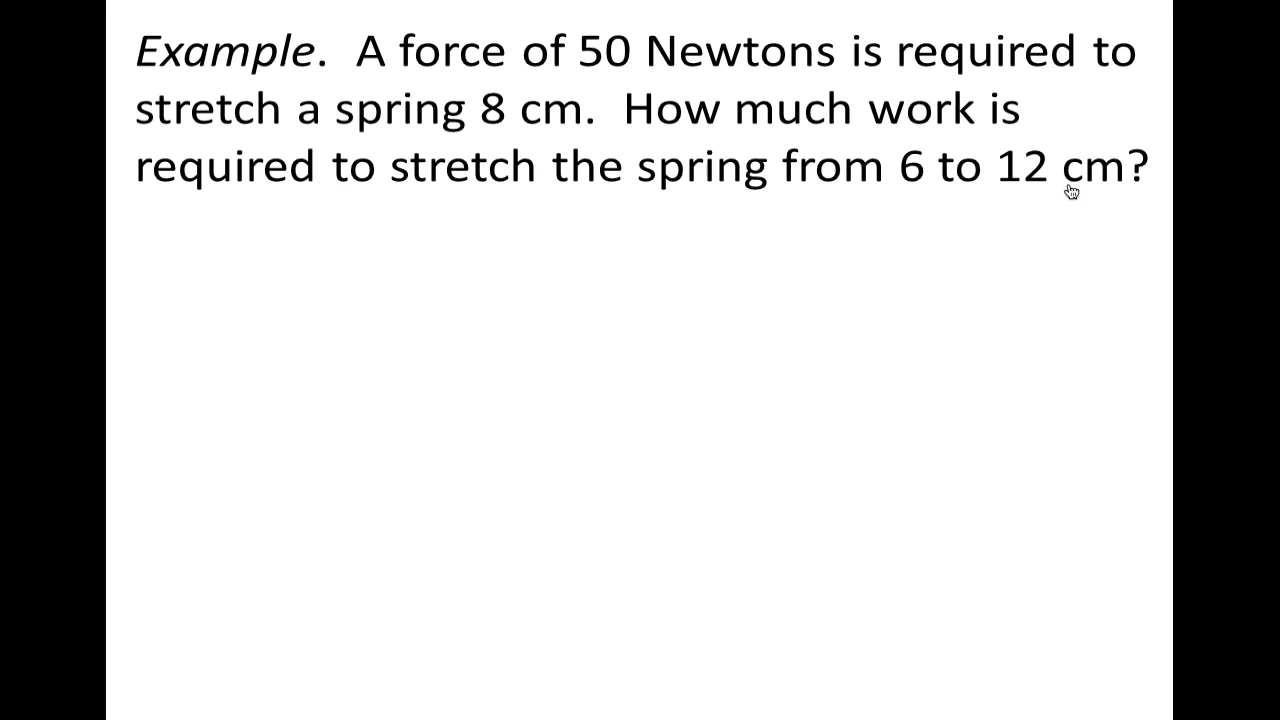 Example. A force of 50 Newtons is required to
stretch a spring 8 cm. How much work is
required to stretch the spring from 6 to 12 cm?